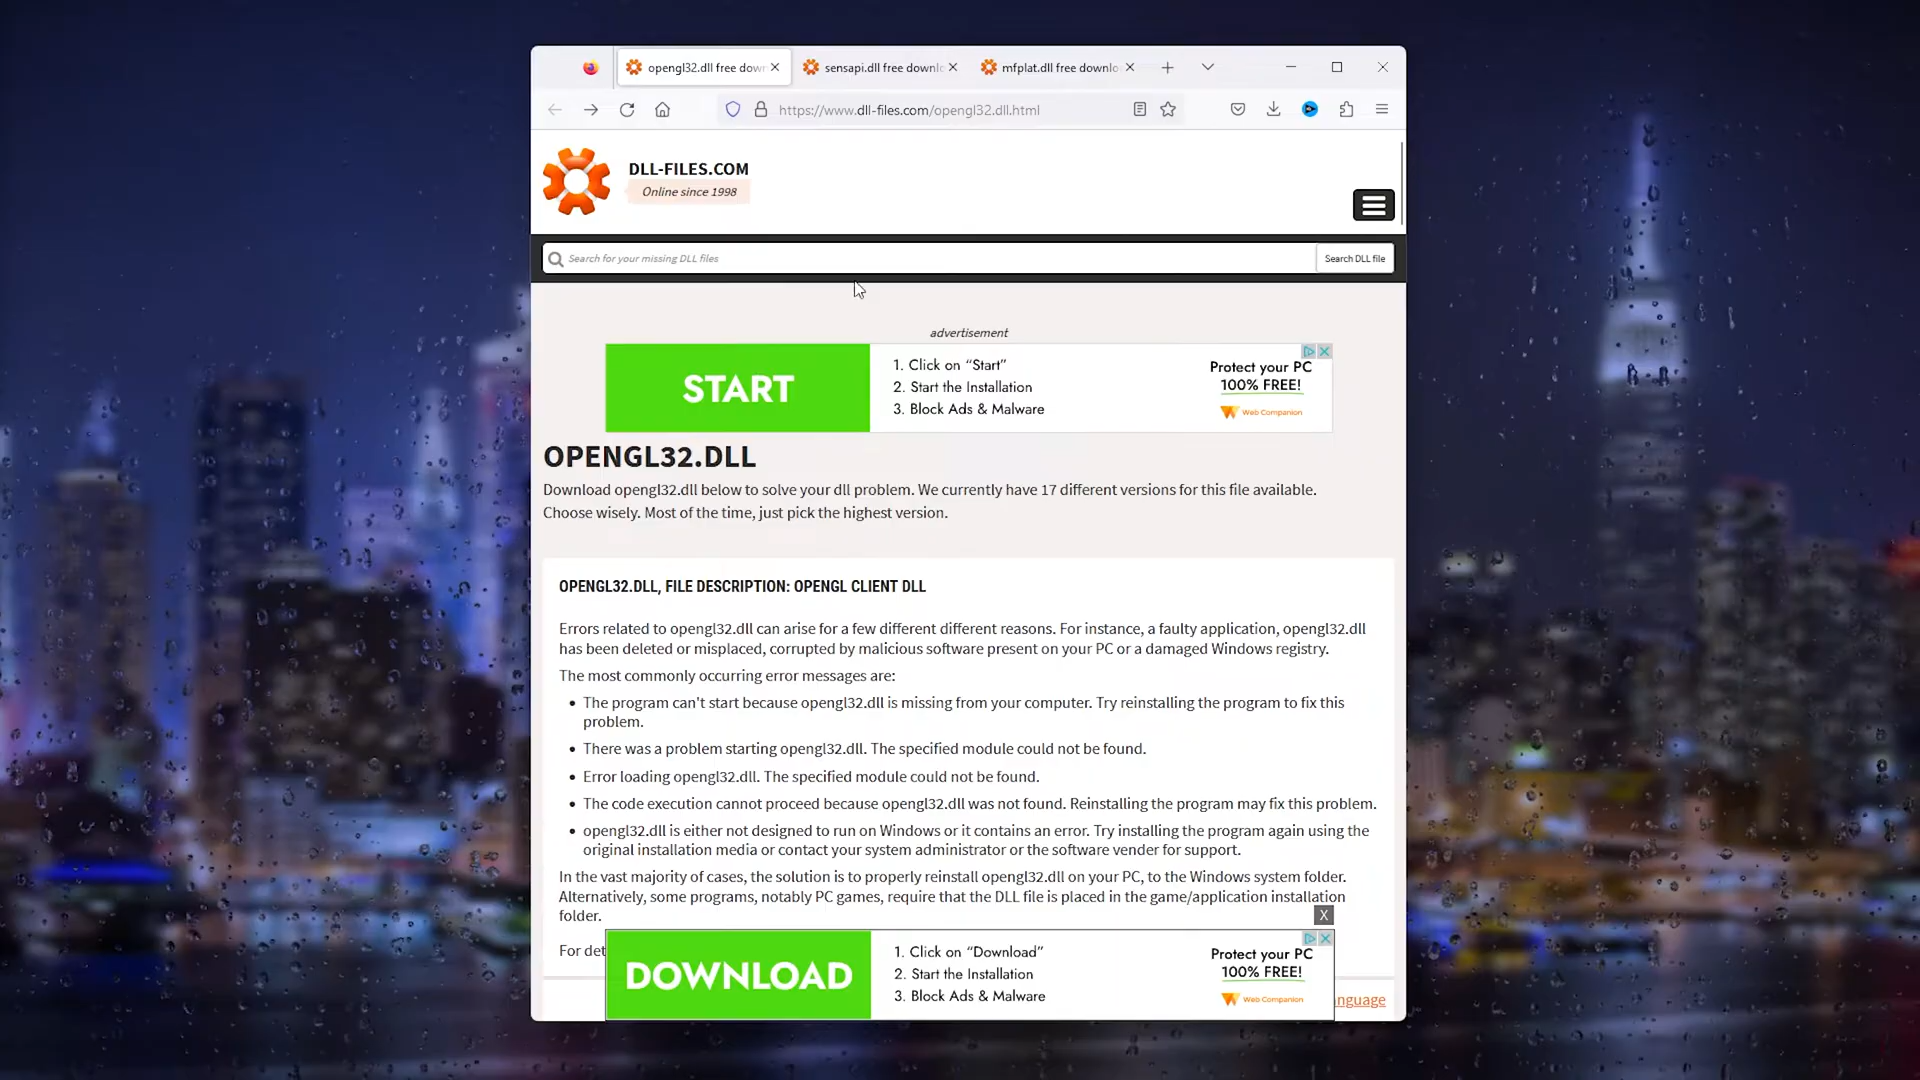 opengl32.dll free down
sensapi.dll free downlo
mfplat.dll free downlo
https://www.dll-files.com/opengl32.dll.html
DLL-FILES.COM
Online since 1998
Search for your missing DLL files
Search DLL file
advertisement
START
1. Click on “Start”
2. Start the Installation
3. Block Ads & Malware
Protect your PC
100% FREE!
Web Companion
OPENGL32.DLL
Download opengl32.dll below to solve your dll problem. We currently have 17 different versions for this file available.
Choose wisely. Most of the time, just pick the highest version.
OPENGL32.DLL, FILE DESCRIPTION: OPENGL CLIENT DLL
Errors related to opengl32.dll can arise for a few different different reasons. For instance, a faulty application, opengl32.dll
has been deleted or misplaced, corrupted by malicious software present on your PC or a damaged Windows registry.
The most commonly occurring error messages are:
• The program can't start because opengl32.dll is missing from your computer. Try reinstalling the program to fix this
problem.
• There was a problem starting opengl32.dll. The specified module could not be found.
• Error loading opengl32.dll. The specified module could not be found.
• The code execution cannot proceed because opengl32.dll was not found. Reinstalling the program may fix this problem.
• opengl32.dll is either not designed to run on Windows or it contains an error. Try installing the program again using the
original installation media or contact your system administrator or the software vender for support.
In the vast majority of cases, the solution is to properly reinstall opengl32.dll on your PC, to the Windows system folder.
Alternatively, some programs, notably PC games, require that the DLL file is placed in the game/application installation
folder.
X
For det
DOWNLOAD
1. Click on “Download”
2. Start the Installation
3. Block Ads & Malware
Protect your PC
100% FREE!
Web Companion
nguage